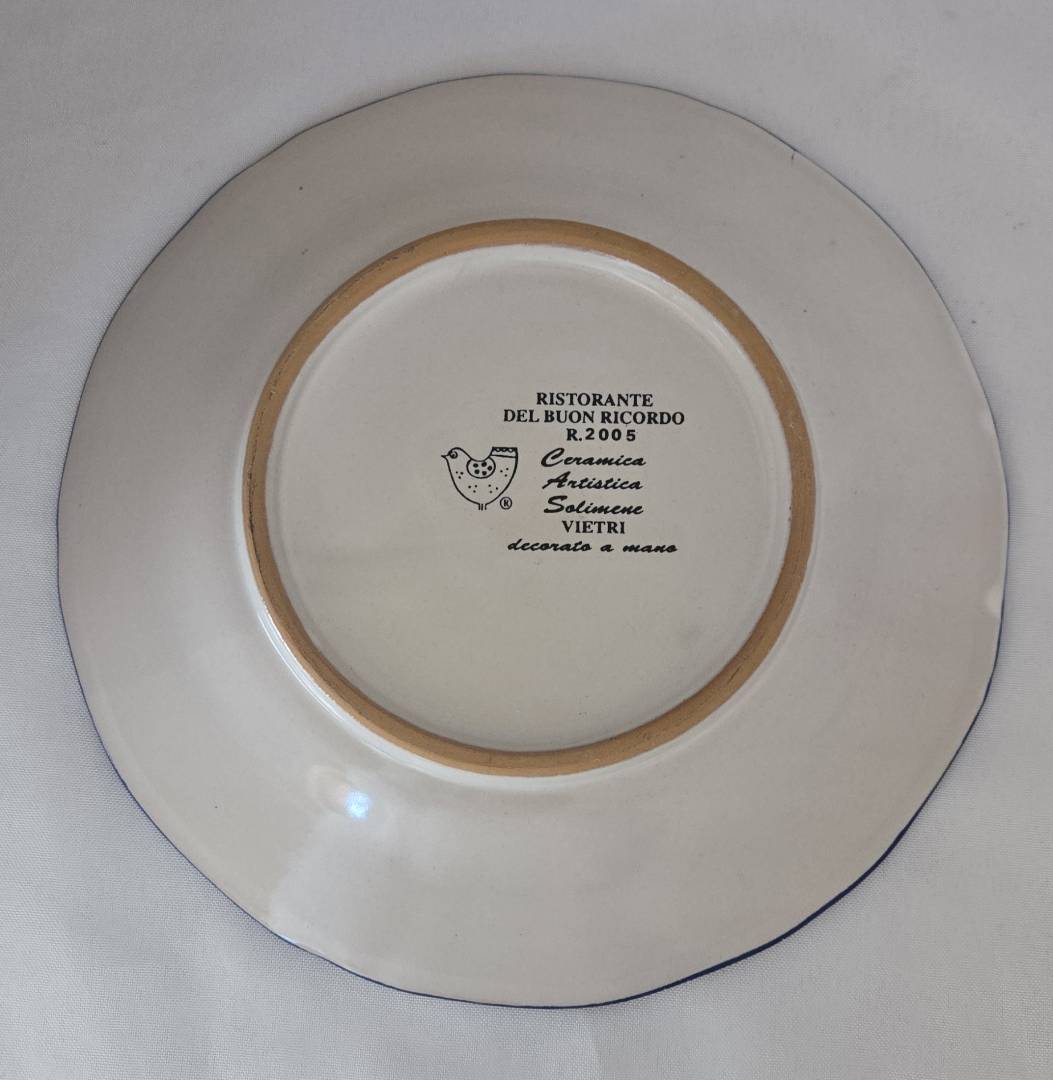 RISTORANTE
DEL BUON RICORDO
R.2005
Ceramica
Artistica
Solimene
VIETRI
decorato a mano